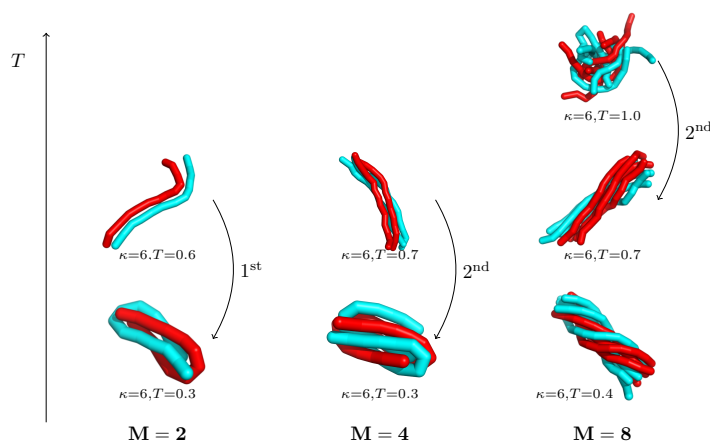 T
κ=6,T=1.0
2nd
κ=6,T=0.6
κ=6,T=0.7
κ=6,T=0.7
1st
2nd
κ=6,T=0.3
κ=6,T=0.3
κ=6,T=0.4
M = 2
M = 4
M = 8